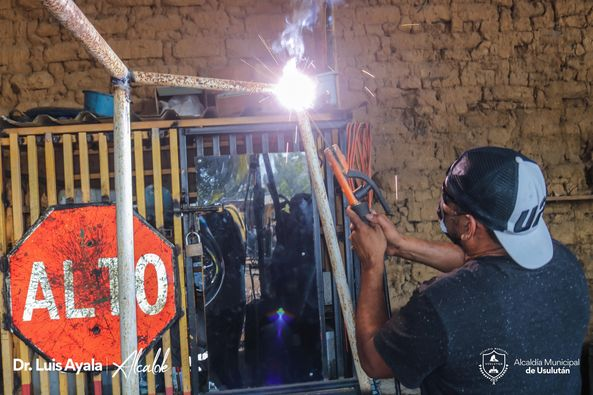 ALTO
Dr. Luis Ayala | Alcalde
Alcaldía Municipal
de Usulután